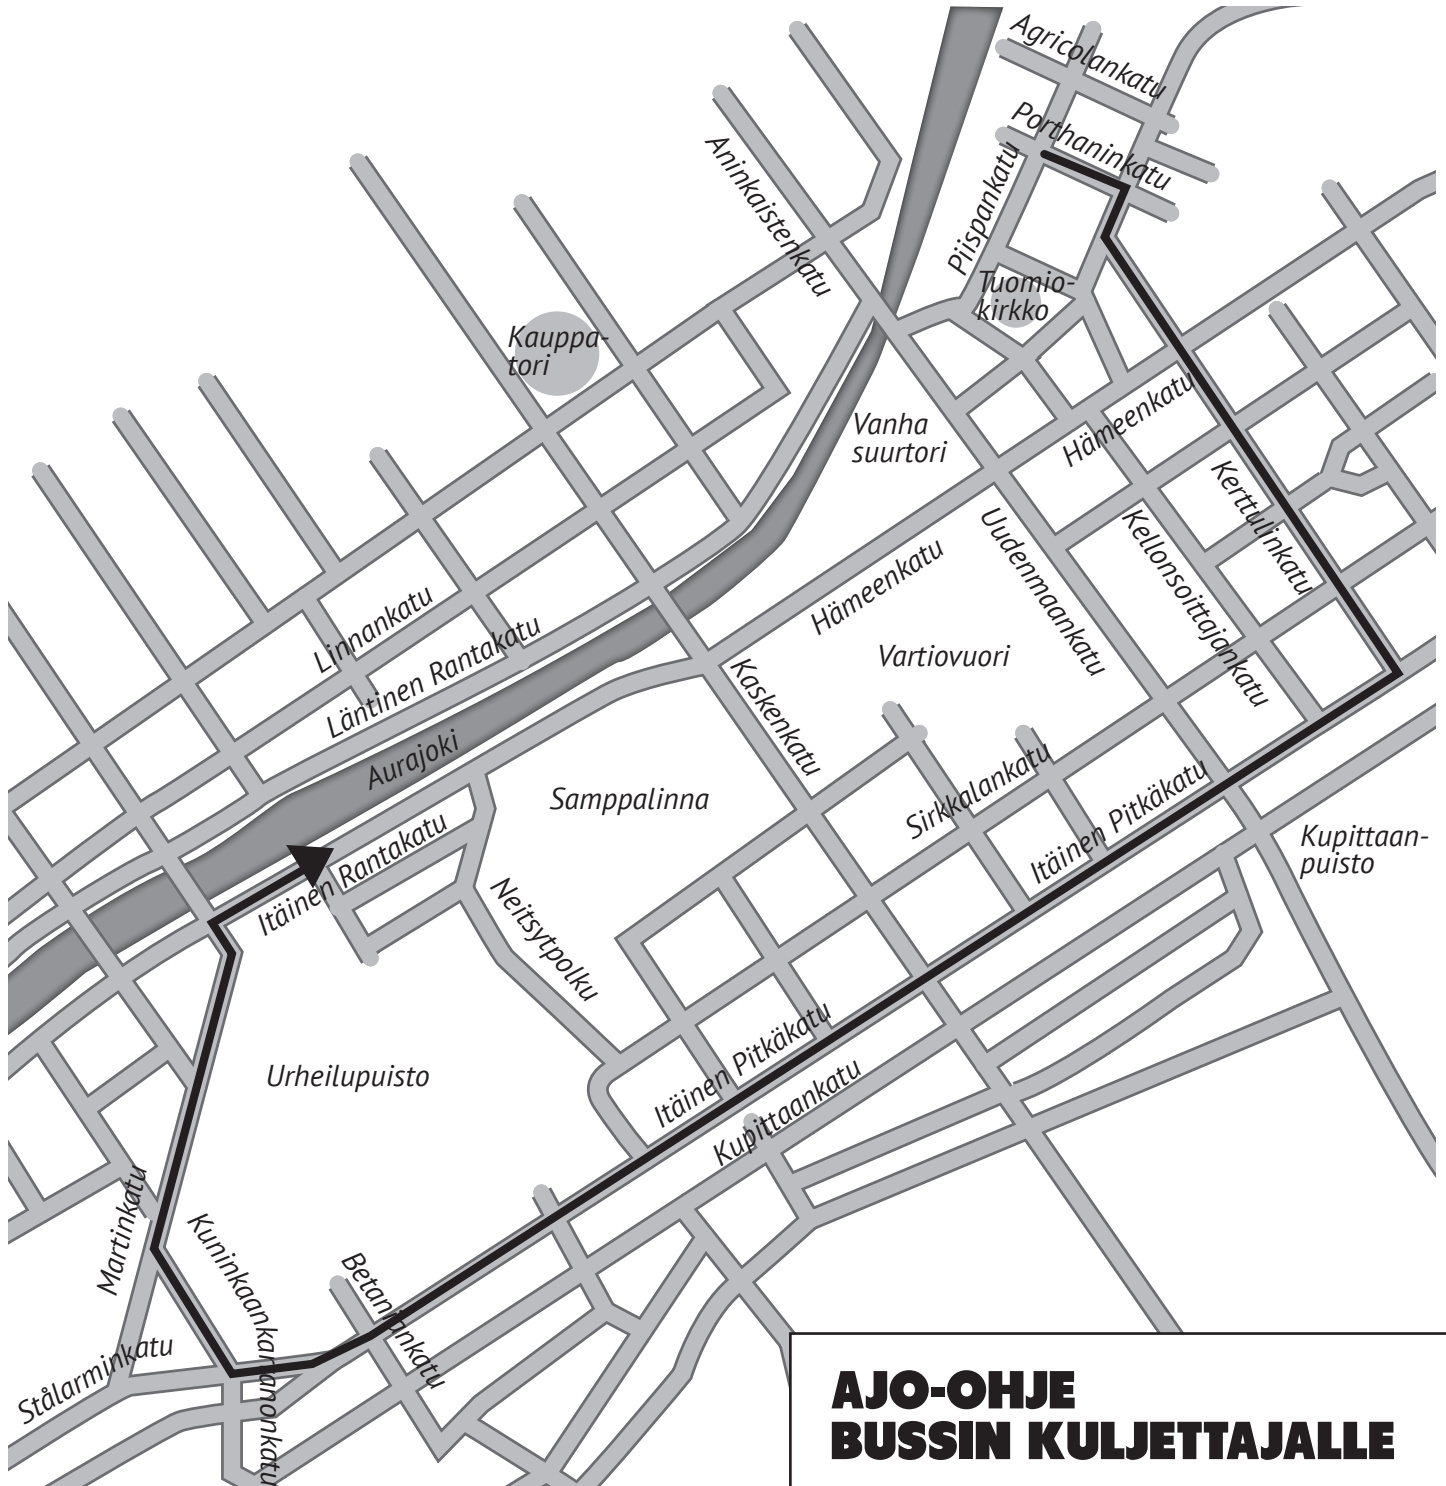 Agricolankatu
Porthaninkatu
Piispankatu
Aninkaistenkatu
Tuomio-
kirkko
Kauppa-
tori
Vanha
suurtori
Hämeenkatu
Kerttulinkatu
Kellonsoittajankatu
Uudenmaankatu
Hämeenkatu
Linnankatu
Läntinen Rantakatu
Vartiovuori
Kaskenkatu
Aurajoki
Samppalinna
Sirkkalankatu
Itäinen Pitkäkatu
Kupittaan-
puisto
Itäinen Rantakatu
Neitsytpolku
Urheilupuisto
Itäinen Pitkäkatu
Kupittaankatu
Martinkatu
Kuninkaankartanonkatu
Betaniankatu
Stålarminkatu
AJO-OHJE
BUSSIN KULJETTAJALLE